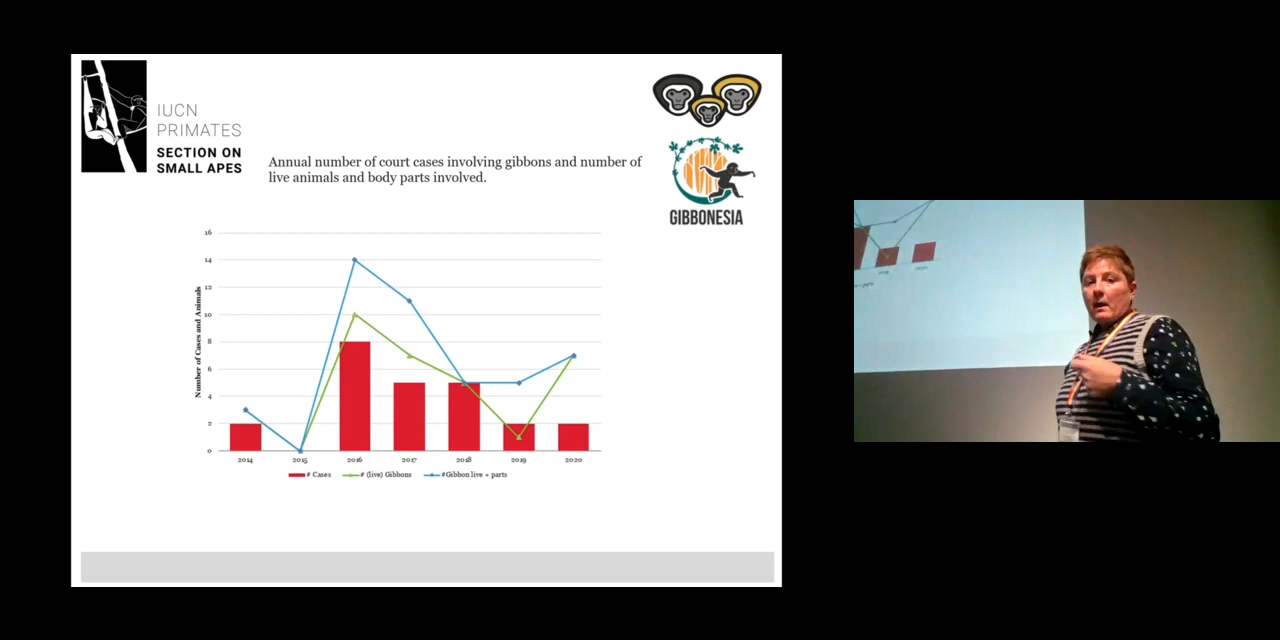 IUCN
PRIMATES
SECTION ON
SMALL APES
Annual number of court cases involving gibbons and number of
live animals and body parts involved.
GIBBONESIA
Number of Cases and Animals
16
14
12
10
8
6
4
2
0
2014 2015 2016 2017 2018 2019 2020
# Cases # (live) Gibbons #Gibbon live + parts